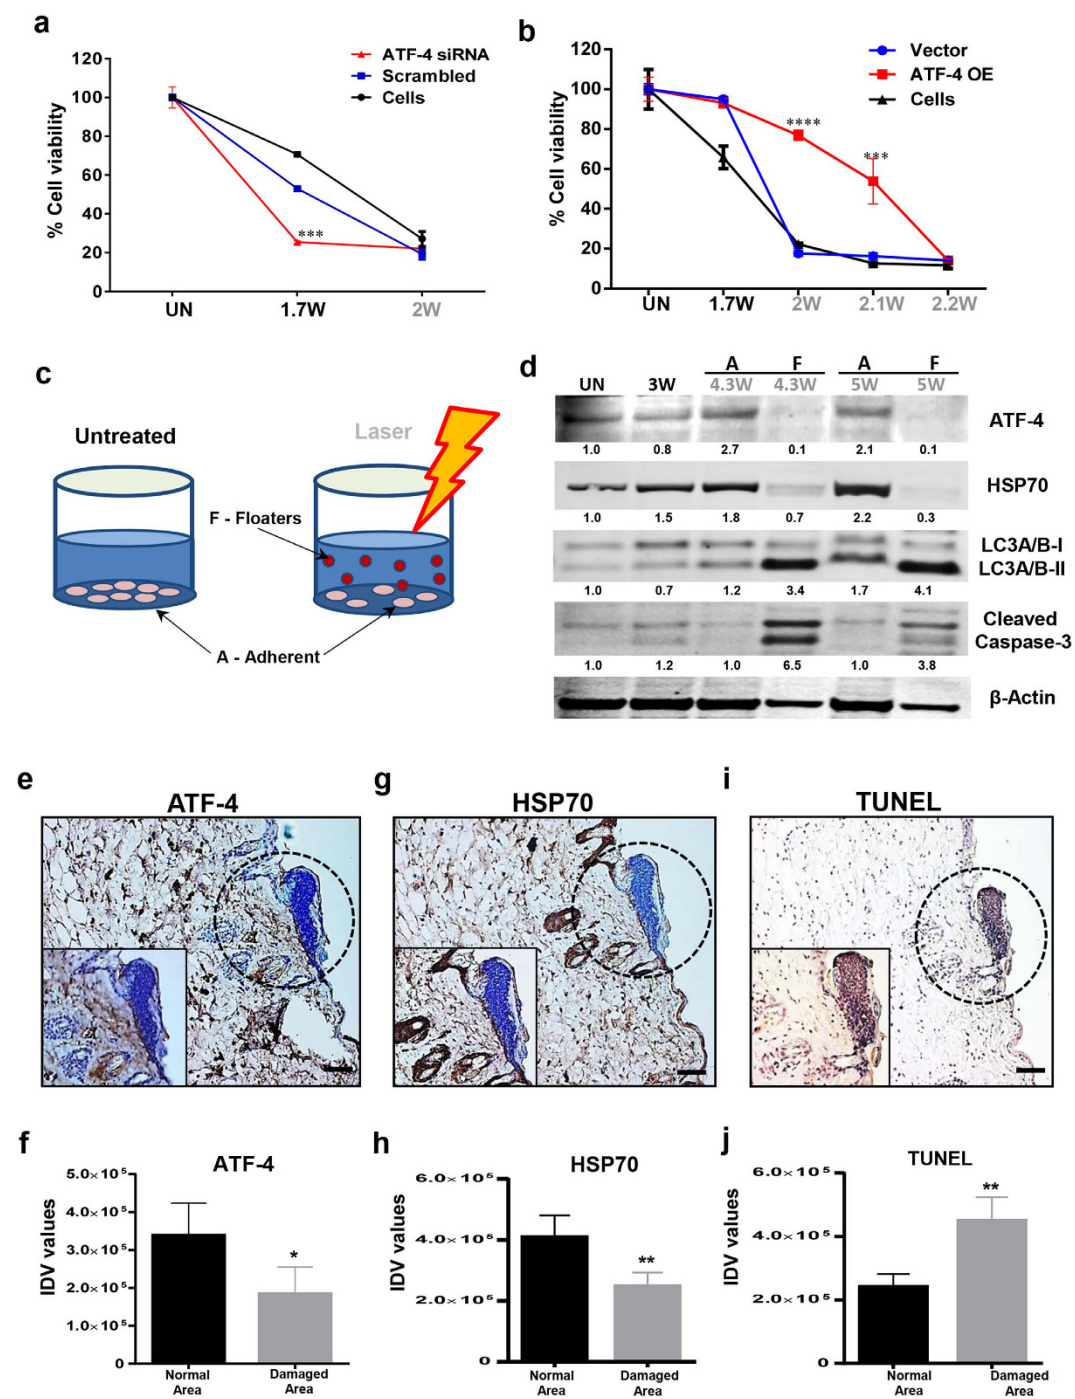 a
120
100
80
60
40
20
0
% Cell viability
ATF-4 siRNA
Scrambled
Cells
***
UN 1.7W 2W
b
120
100
80
60
40
20
0
% Cell viability
Vector
ATF-4 OE
Cells
****
***
UN 1.7W 2W 2.1W 2.2W
c
Untreated
Laser
F - Floaters
A - Adherent
d
A F A F
UN 3W 4.3W 4.3W 5W 5W
ATF-4
1.0 0.8 2.7 0.1 2.1 0.1
HSP70
1.0 1.5 1.8 0.7 2.2 0.3
LC3A/B-I
LC3A/B-II
1.0 0.7 1.2 3.4 1.7 4.1
Cleaved
Caspase-3
1.0 1.2 1.0 6.5 1.0 3.8
β-Actin
e
ATF-4
g
HSP70
i
TUNEL
f
ATF-4
5.0×10⁵
4.0×10⁵
3.0×10⁵
2.0×10⁵
1.0×10⁵
0
IDV values
*
Normal
Area
Damaged
Area
h
HSP70
6.0×10⁵
4.0×10⁵
2.0×10⁵
0
IDV values
**
Normal
Area
Damaged
Area
j
TUNEL
6.0×10⁵
4.0×10⁵
2.0×10⁵
0
IDV values
**
Normal
Area
Damaged
Area